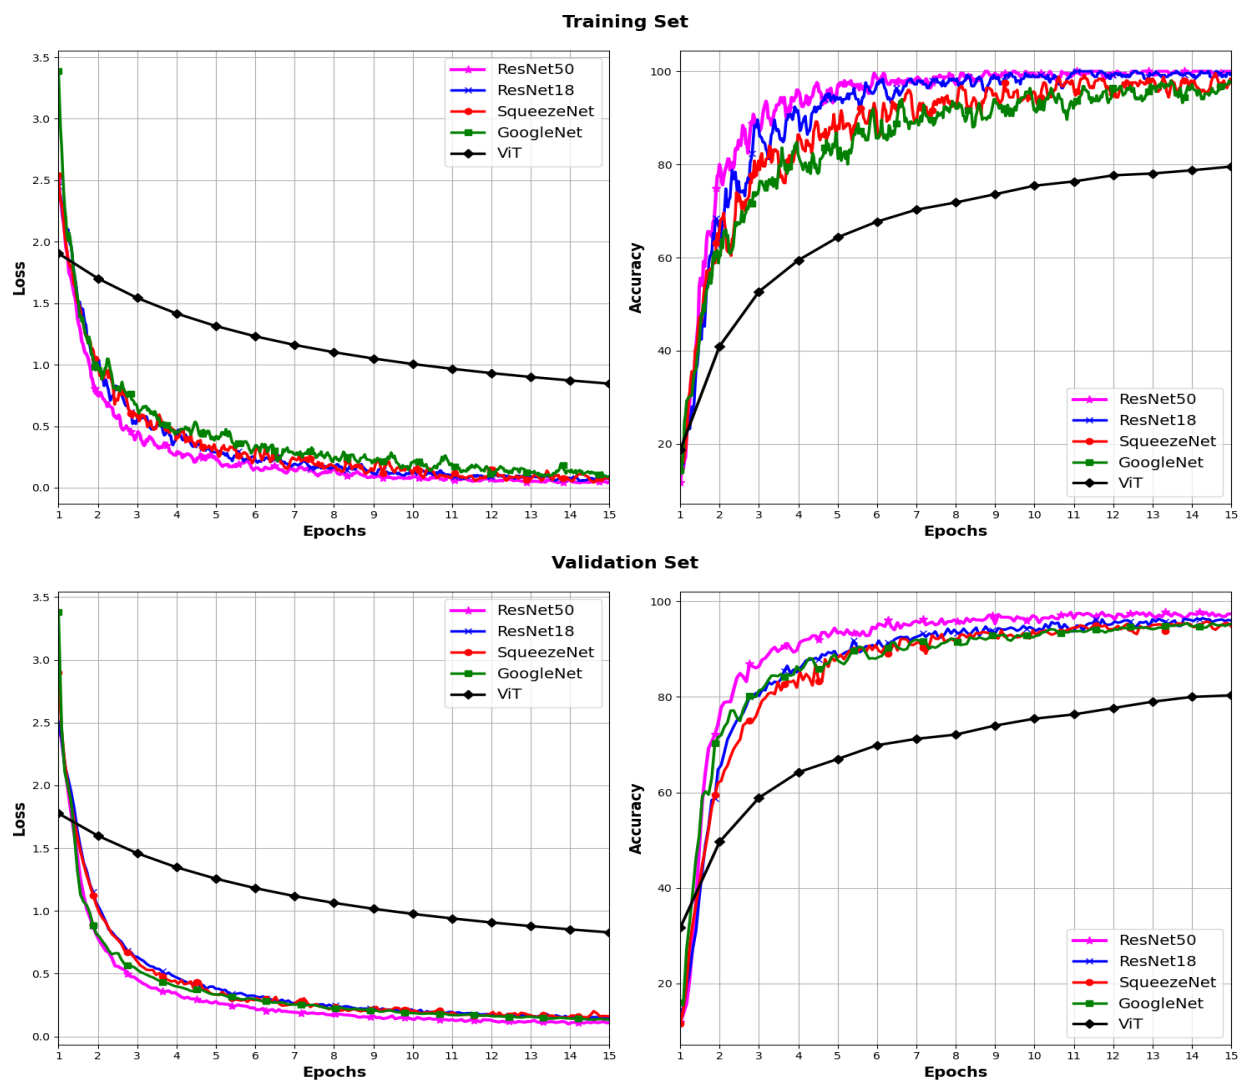 Training Set
3.5
3.0
2.5
2.0
1.5
1.0
0.5
0.0
Loss
1 2 3 4 5 6 7 8 9 10 11 12 13 14 15
Epochs
ResNet50
ResNet18
SqueezeNet
GoogleNet
ViT
100
80
60
40
20
Accuracy
1 2 3 4 5 6 7 8 9 10 11 12 13 14 15
Epochs
ResNet50
ResNet18
SqueezeNet
GoogleNet
ViT
Validation Set
3.5
3.0
2.5
2.0
1.5
1.0
0.5
0.0
Loss
1 2 3 4 5 6 7 8 9 10 11 12 13 14 15
Epochs
ResNet50
ResNet18
SqueezeNet
GoogleNet
ViT
100
80
60
40
20
Accuracy
1 2 3 4 5 6 7 8 9 10 11 12 13 14 15
Epochs
ResNet50
ResNet18
SqueezeNet
GoogleNet
ViT